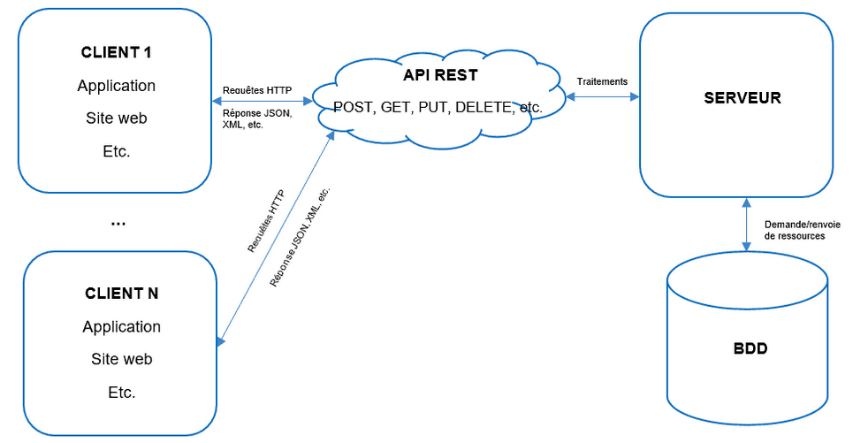 CLIENT 1
Application
Site web
Etc.
...
CLIENT N
Application
Site web
Etc.
Requêtes HTTP
Réponse JSON,
XML, etc.
Requêtes HTTP
Réponse JSON, XML, etc.
API REST
POST, GET, PUT, DELETE, etc.
Traitements
SERVEUR
Demande/renvoie
de ressources
BDD